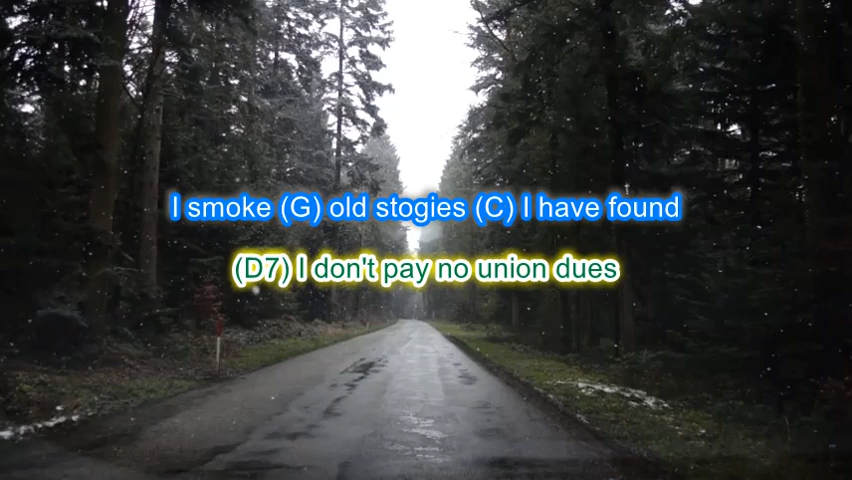 I smoke (G) old stogies (C) I have found
(D7) I don't pay no union dues